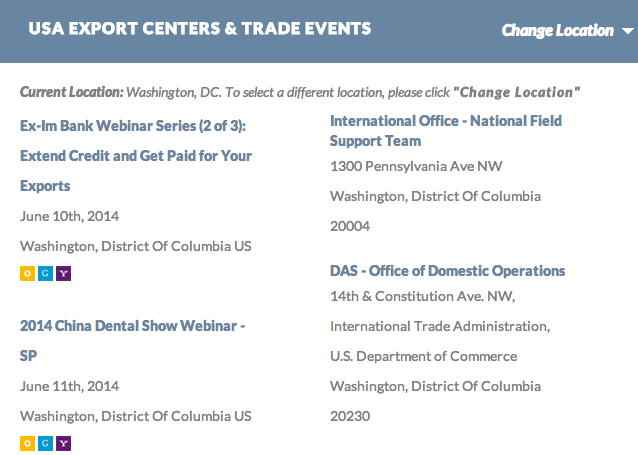 USA EXPORT CENTERS & TRADE EVENTS
Change Location
Current Location: Washington, DC. To select a different location, please click "Change Location"
Ex-Im Bank Webinar Series (2 of 3):
Extend Credit and Get Paid for Your
Exports
June 10th, 2014
Washington, District Of Columbia US
O G Y
2014 China Dental Show Webinar -
SP
June 11th, 2014
Washington, District Of Columbia US
O G Y
International Office - National Field
Support Team
1300 Pennsylvania Ave NW
Washington, District Of Columbia
20004
DAS - Office of Domestic Operations
14th & Constitution Ave. NW,
International Trade Administration,
U.S. Department of Commerce
Washington, District Of Columbia
20230